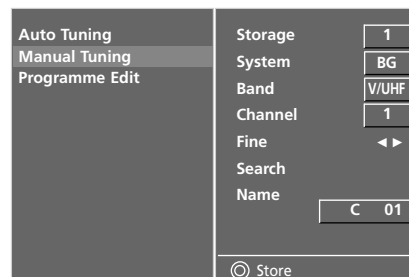 Auto Tuning
Manual Tuning
Programme Edit
Storage 1
System BG
Band V/UHF
Channel 1
Fine ◄►
Search
Name
C 01
Store